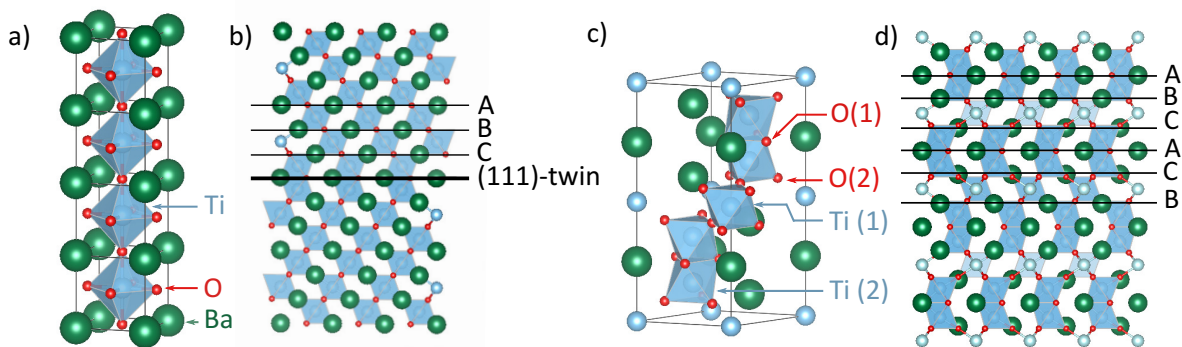 a)
Ti
O
Ba
b)
A
B
C
(111)-twin
c)
O(1)
O(2)
Ti (1)
Ti (2)
d)
A
B
C
A
C
B